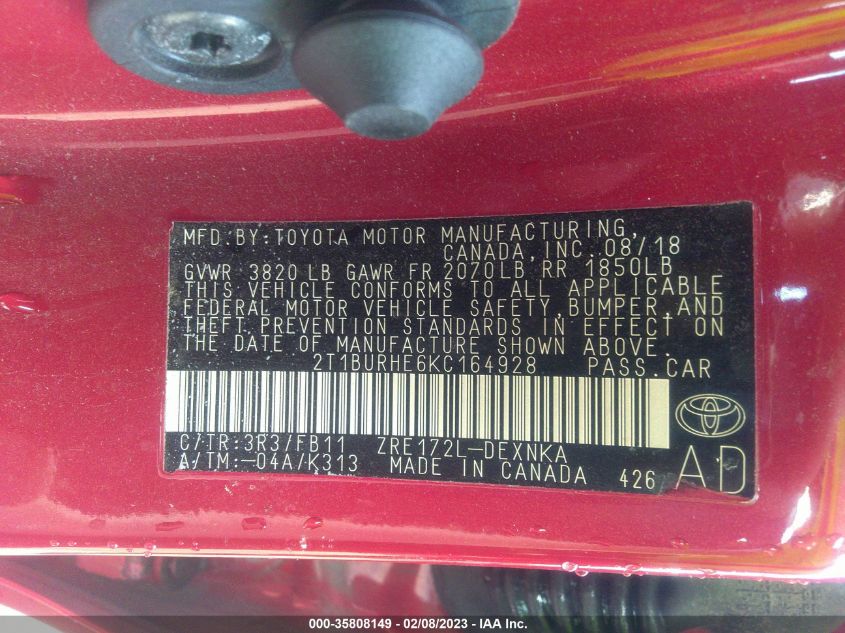 MFD.BY:TOYOTA MOTOR MANUFACTURING,
CANADA,INC. 08/18
GVWR 3820 LB GAWR FR 2070LB RR 1850LB
THIS VEHICLE CONFORMS TO ALL APPLICABLE
FEDERAL MOTOR VEHICLE SAFETY,BUMPER,AND
THEFT PREVENTION STANDARDS IN EFFECT ON
THE DATE OF MANUFACTURE SHOWN ABOVE.
2T1BURHE6KC164928 PASS.CAR
C/TR:3R3/FB11 ZRE172L-DEXNKA
A/TM:-04A/K313 MADE IN CANADA 426 AD
000-35808149 — 02/08/2023 — IAA Inc.